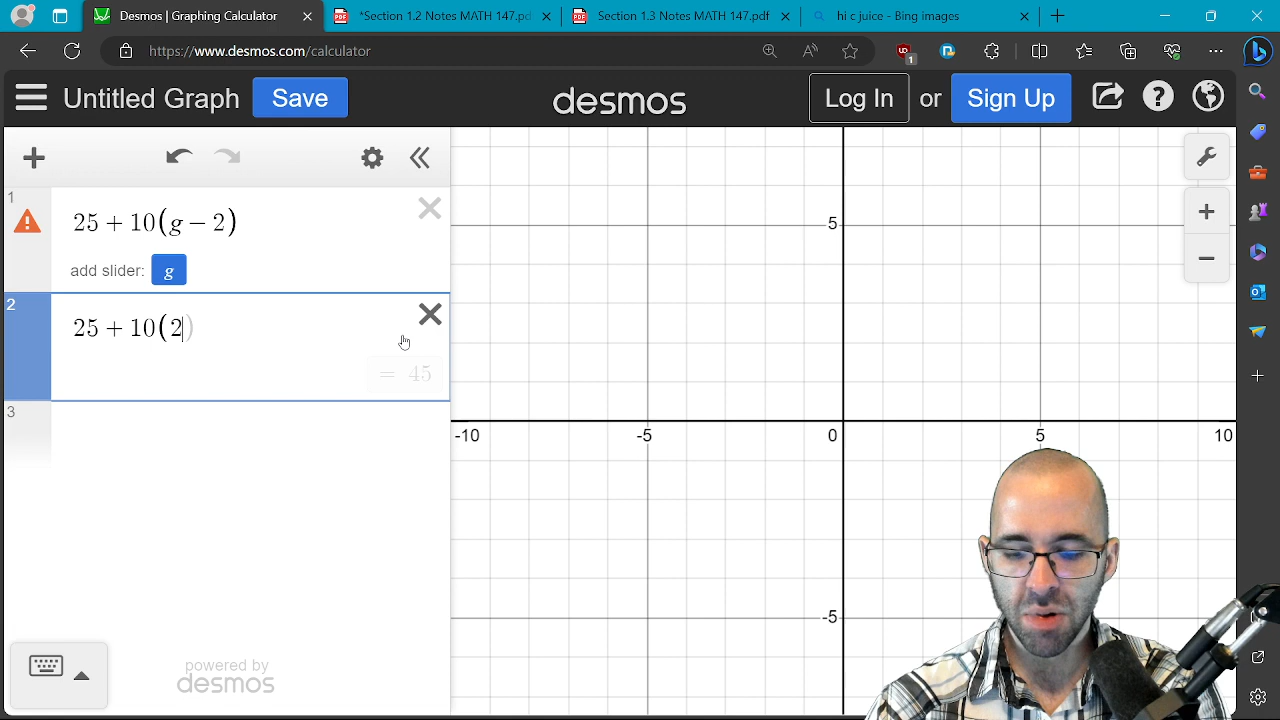 Desmos | Graphing Calculator
*Section 1.2 Notes MATH 147.pd
Section 1.3 Notes MATH 147.pdf
hi c juice - Bing images
https://www.desmos.com/calculator
1
Untitled Graph
Save
desmos
Log In
or
Sign Up
1
25 + 10(g − 2)
add slider:
g
2
25 + 10(2)
= 45
3
5
-10
-5
0
5
10
-5
powered by
desmos